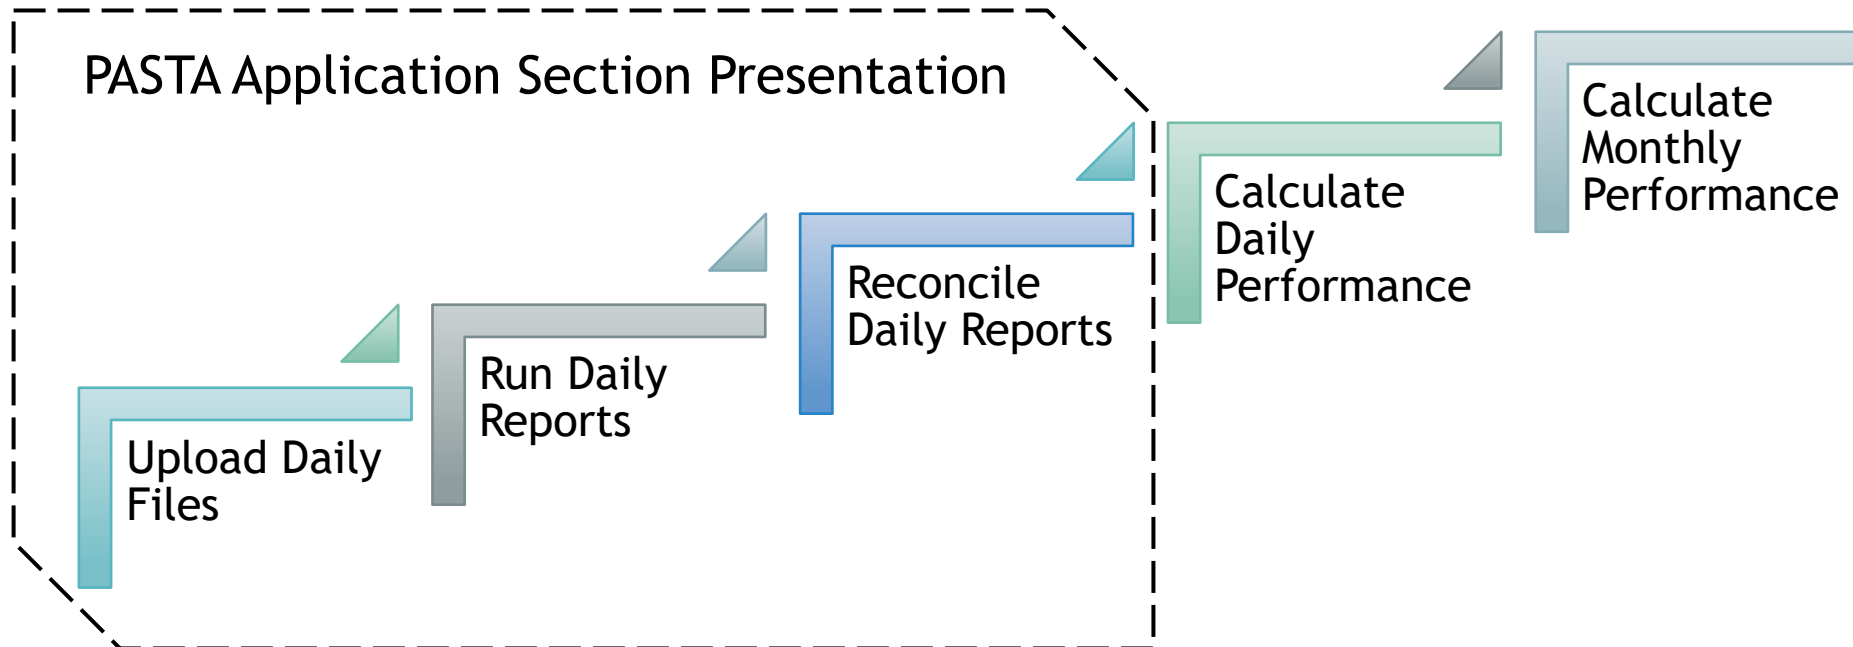 PASTA Application Section Presentation
Upload Daily
Files
Run Daily
Reports
Reconcile
Daily Reports
Calculate
Daily
Performance
Calculate
Monthly
Performance